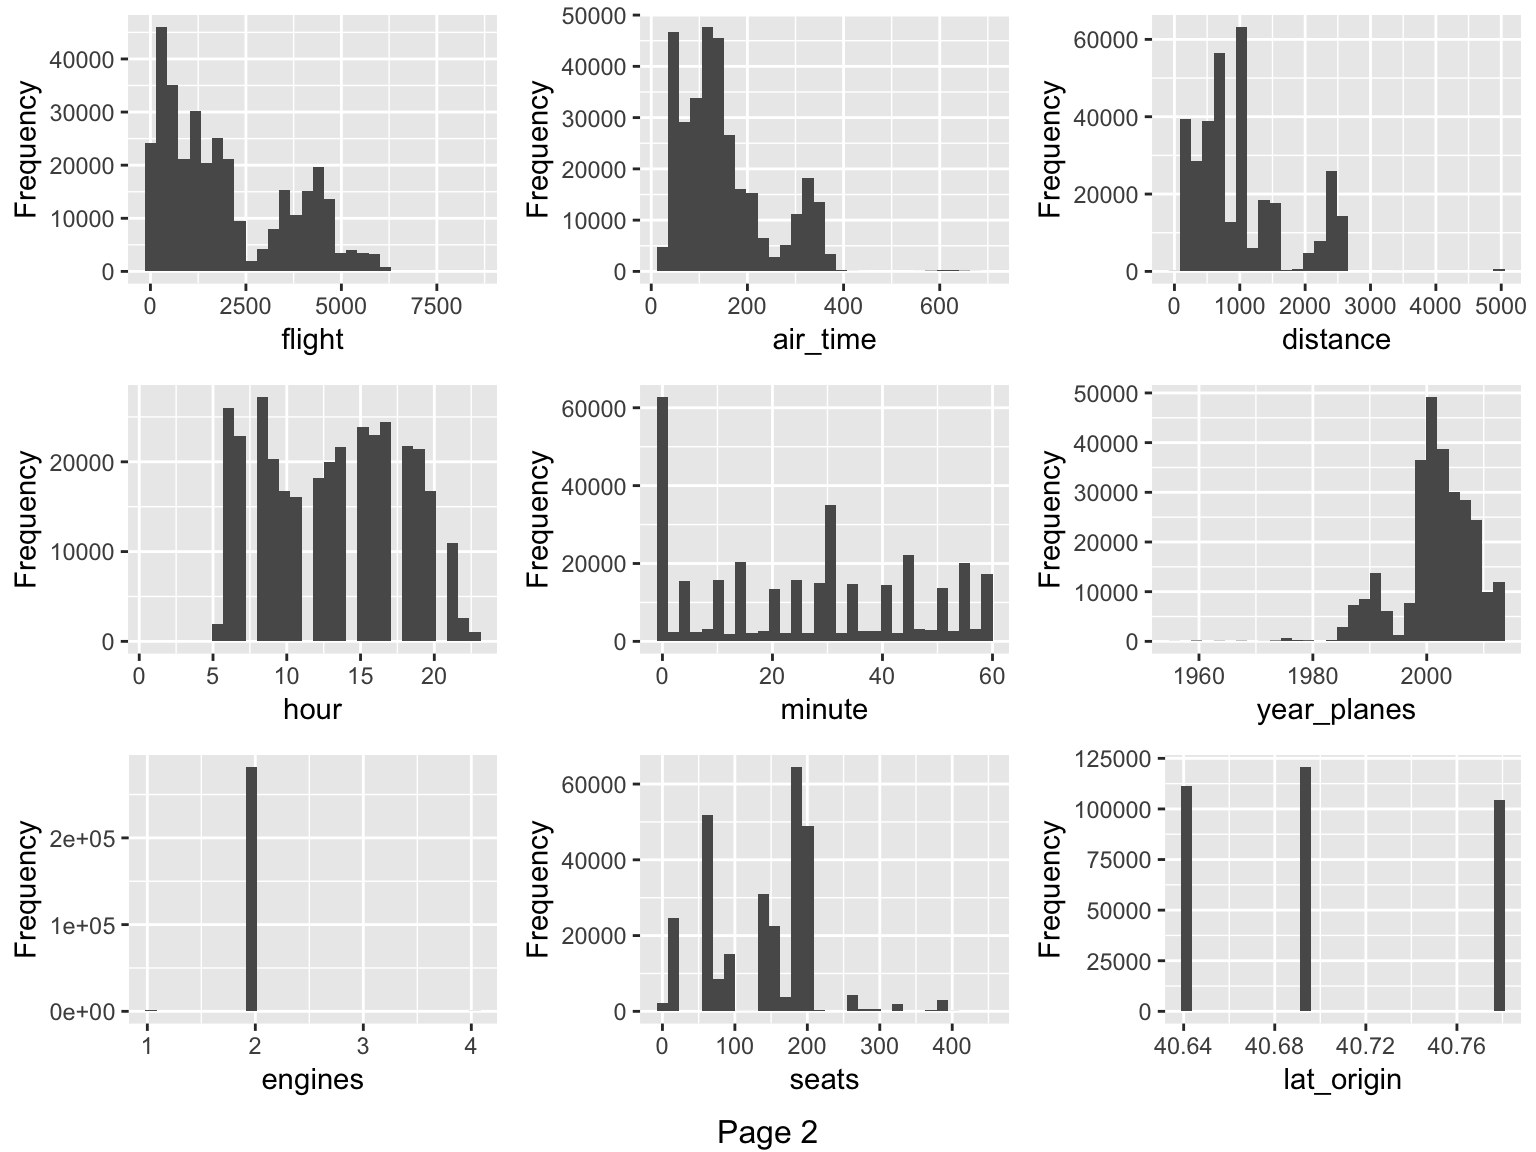 Frequency
40000
30000
20000
10000
0
0 2500 5000 7500
flight
Frequency
50000
40000
30000
20000
10000
0
0 200 400 600
air_time
Frequency
60000
40000
20000
0
0 1000 2000 3000 4000 5000
distance
Frequency
20000
10000
0
0 5 10 15 20
hour
Frequency
60000
40000
20000
0
0 20 40 60
minute
Frequency
50000
40000
30000
20000
10000
0
1960 1980 2000
year_planes
Frequency
2e+05
1e+05
0e+00
1 2 3 4
engines
Frequency
60000
40000
20000
0
0 100 200 300 400
seats
Frequency
125000
100000
75000
50000
25000
0
40.64 40.68 40.72 40.76
lat_origin
Page 2